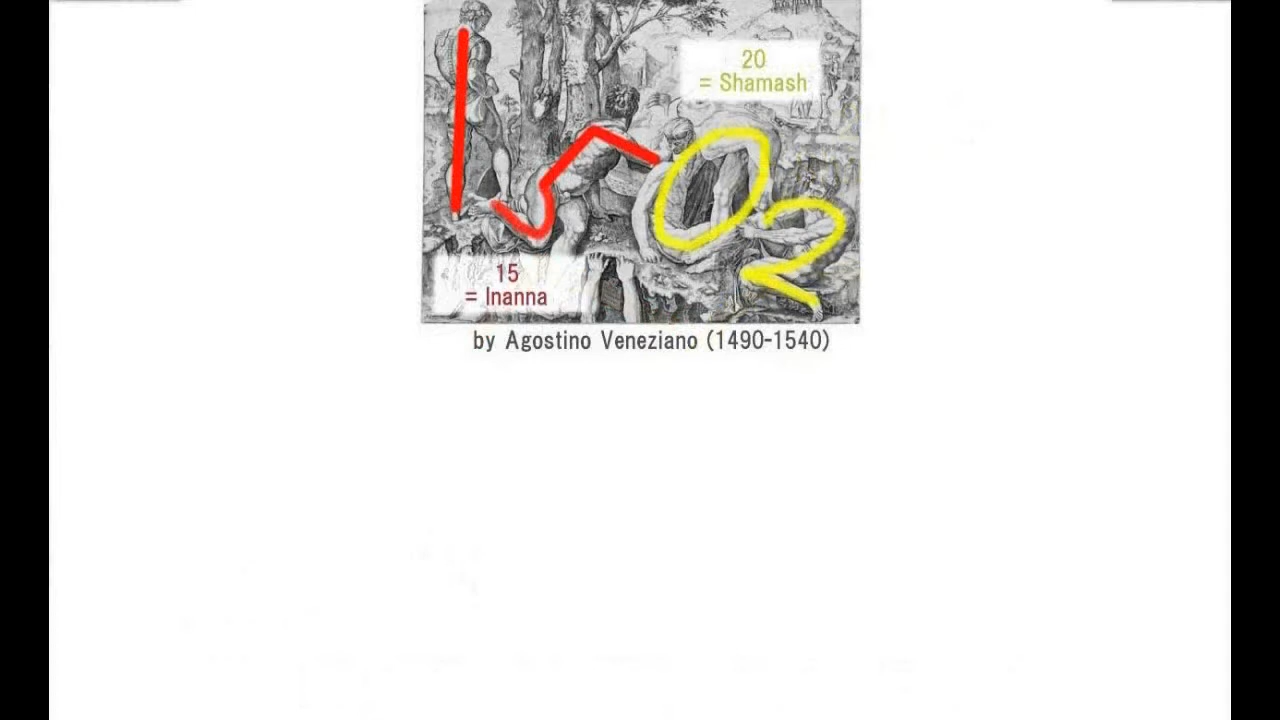 20
= Shamash
15
= Inanna
by Agostino Veneziano (1490-1540)